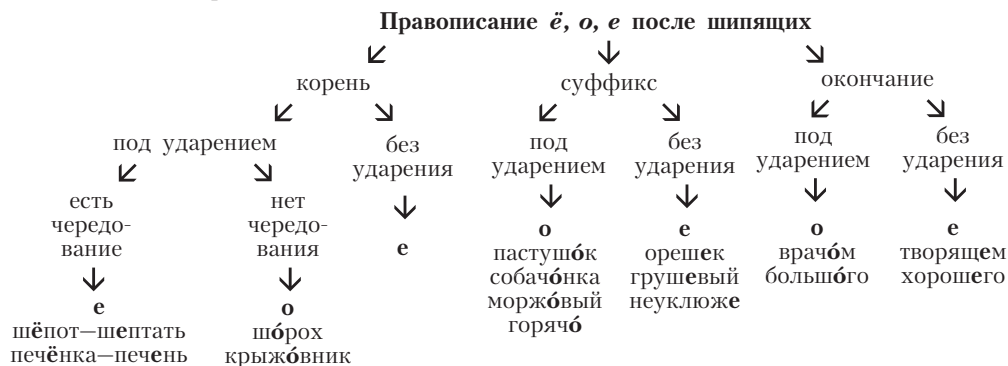 Правописание ё, о, е после шипящих
корень
суффикс
окончание
под ударением
без
ударения
под
ударением
без
ударения
под
ударением
без
ударения
есть
чередо-
вание
нет
чередо-
вания
е
о
пастушо́к
собачо́нка
моржо́вый
горячо́
е
орешек
грушевый
неуклюже
о
врачо́м
большо́го
е
творящем
хорошего
е
шёпот—шептать
печёнка—печень
о
шо́рох
крыжо́вник